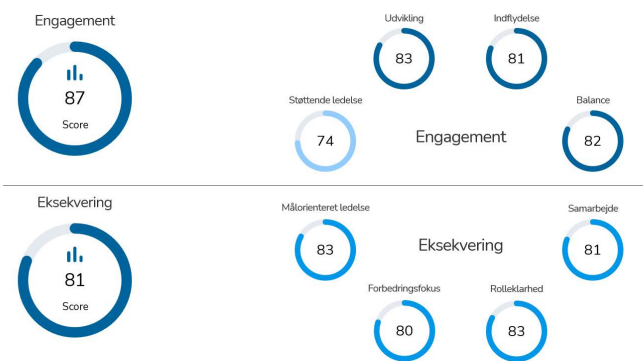 Engagement
87
Score
Udvikling
83
Indflydelse
81
Støttende ledelse
74
Engagement
Balance
82
Eksekvering
81
Score
Målorienteret ledelse
83
Eksekvering
Samarbejde
81
Forbedringsfokus
80
Rolleklarhed
83